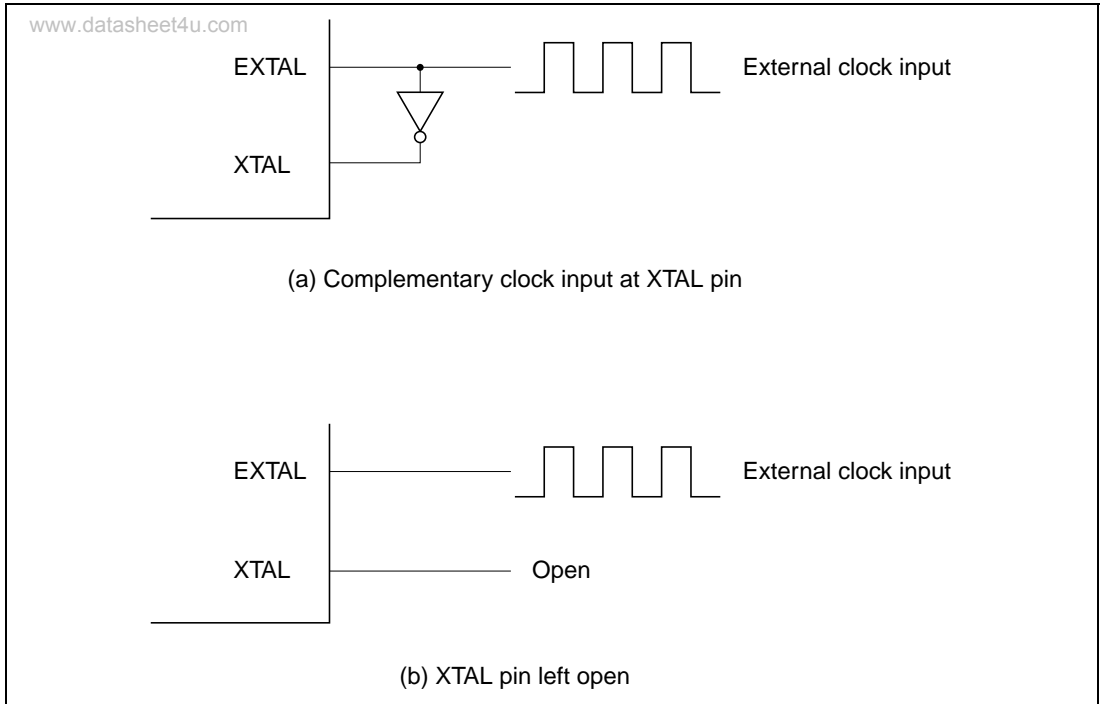 www.datasheet4u.com
EXTAL
External clock input
XTAL
(a) Complementary clock input at XTAL pin
EXTAL
External clock input
XTAL
Open
(b) XTAL pin left open